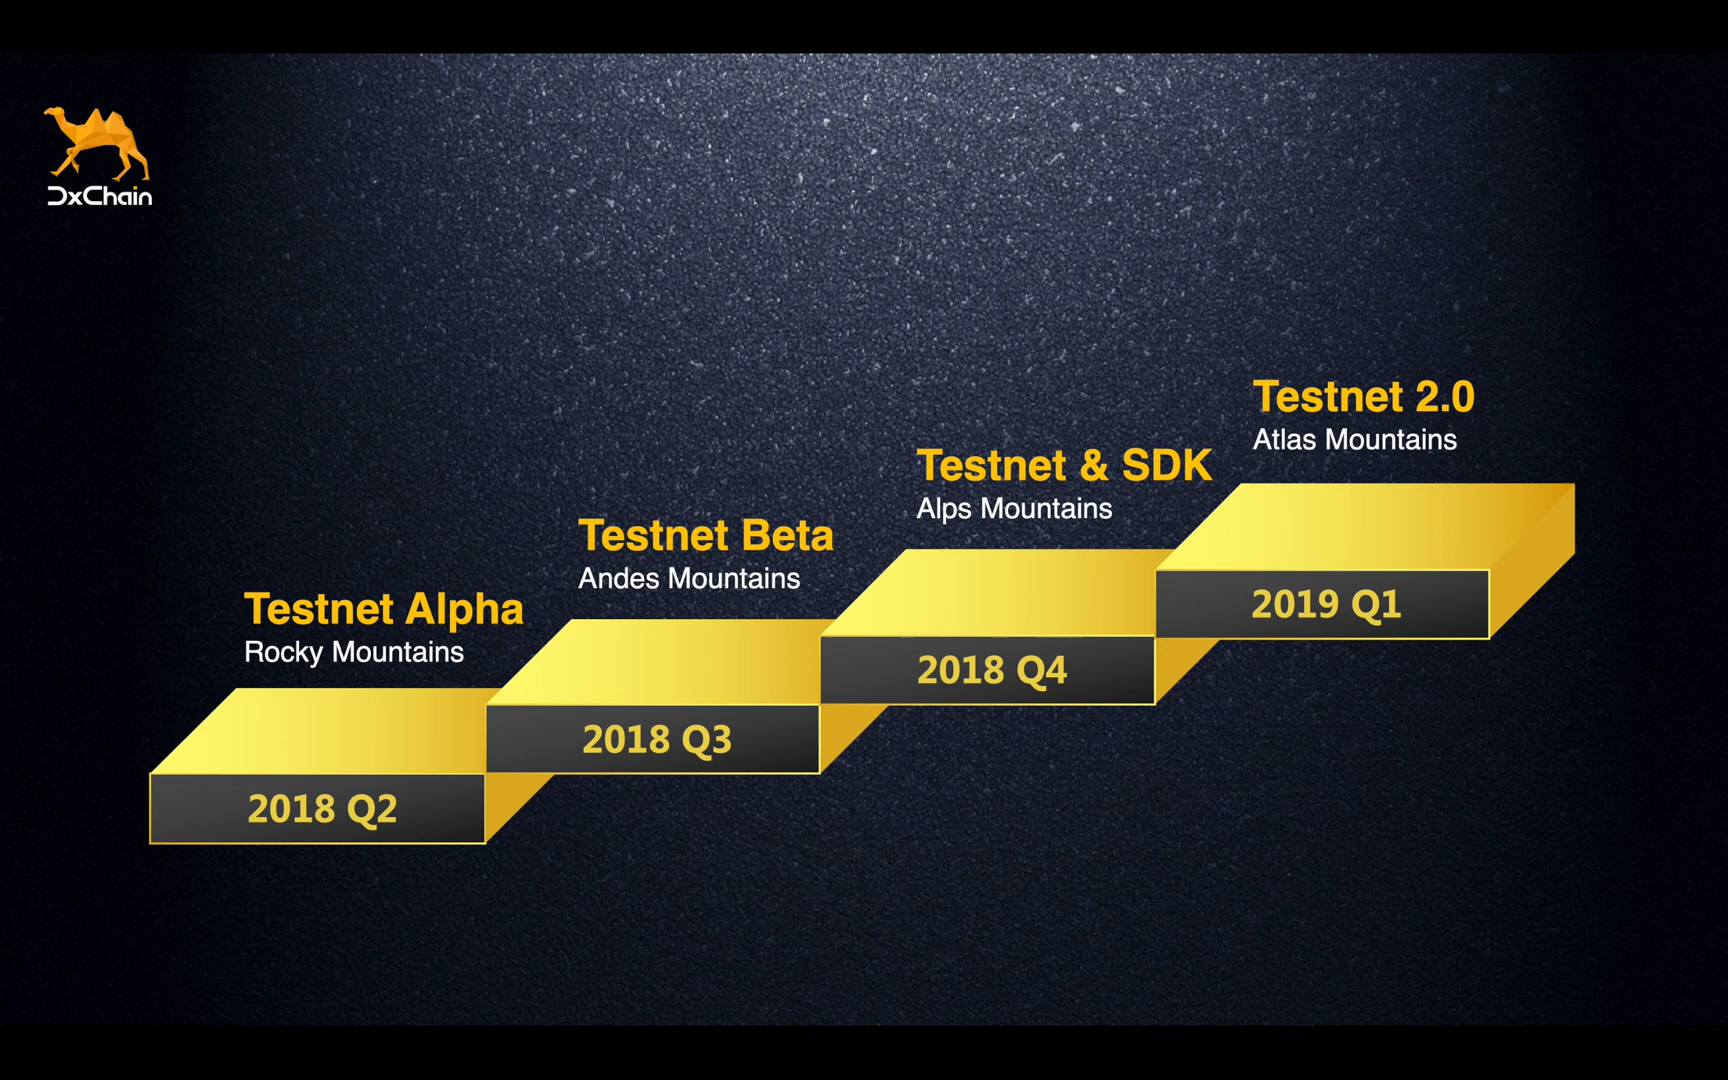 DxChain
Testnet Alpha
Rocky Mountains
2018 Q2
Testnet Beta
Andes Mountains
2018 Q3
Testnet & SDK
Alps Mountains
2018 Q4
Testnet 2.0
Atlas Mountains
2019 Q1